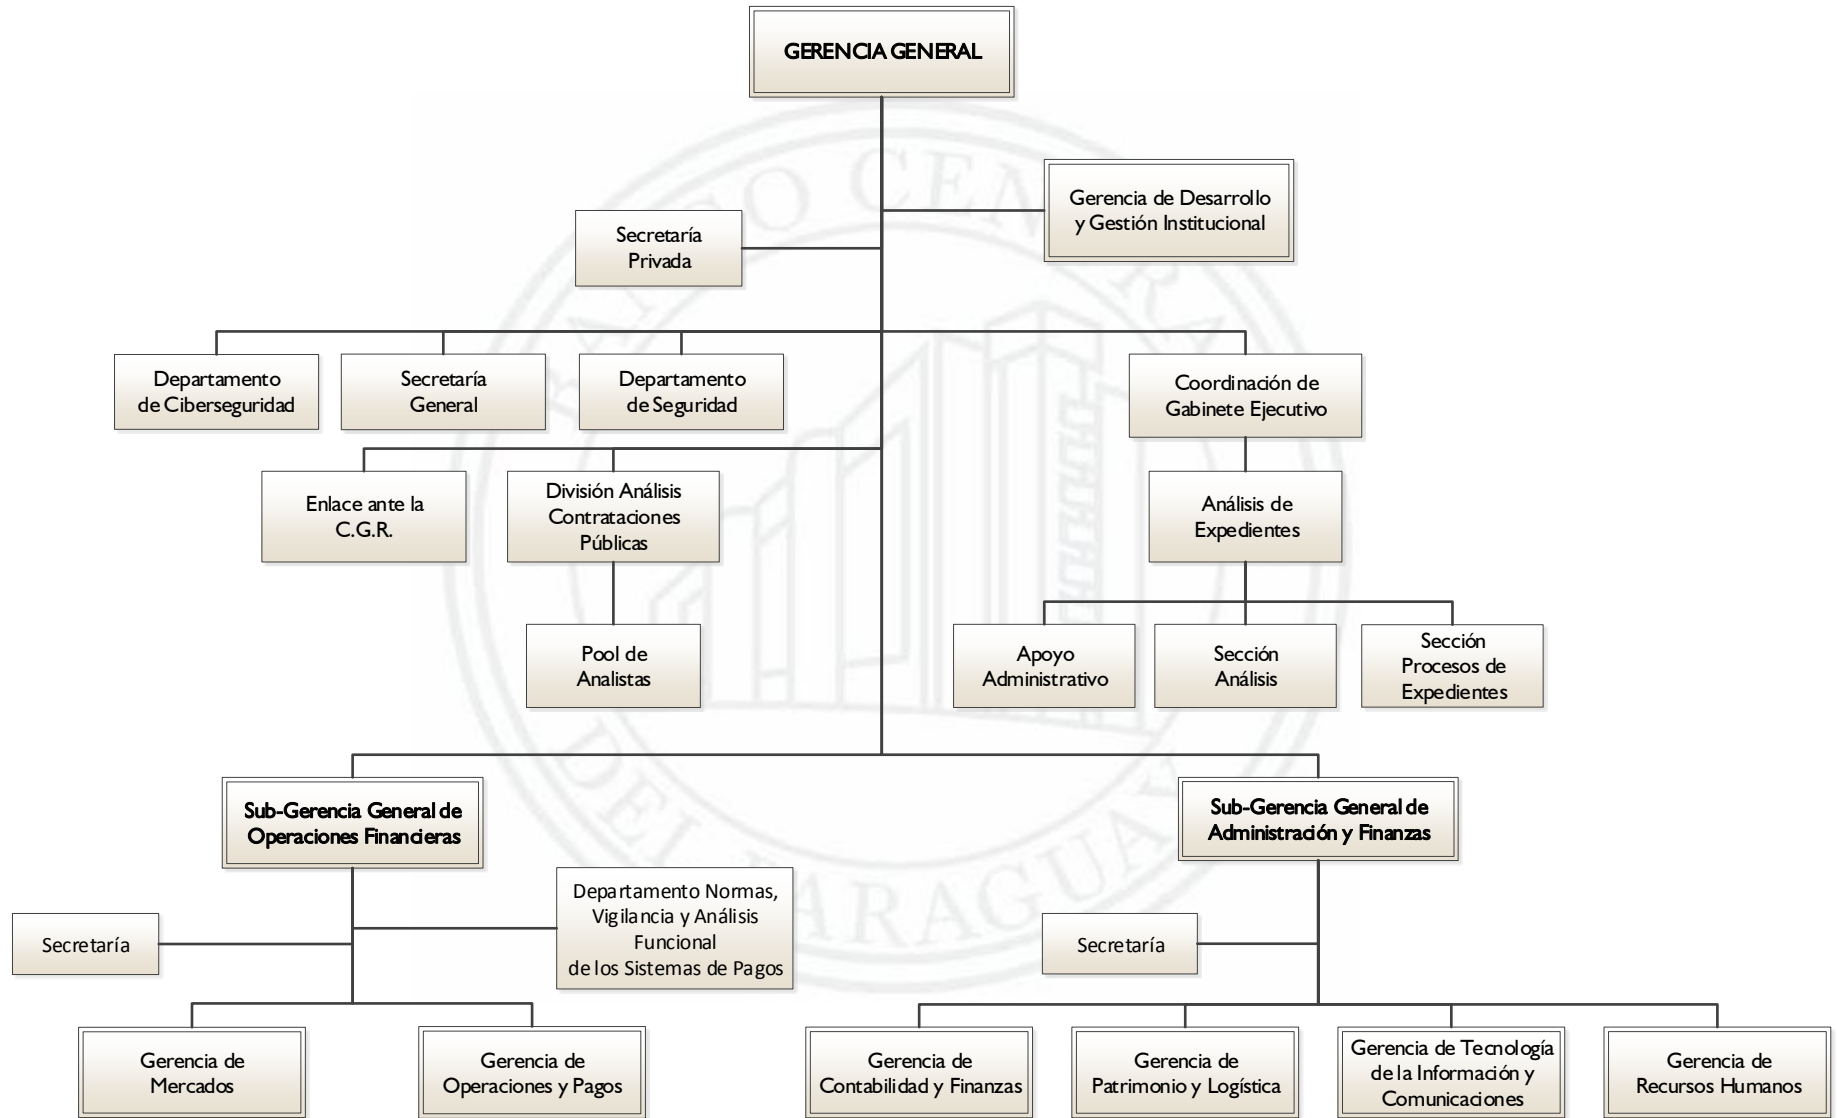 GERENCIA GENERAL
Gerencia de Desarrollo
y Gestión Institucional
Secretaría
Privada
Departamento
de Ciberseguridad
Secretaría
General
Departamento
de Seguridad
Coordinación de
Gabinete Ejecutivo
Enlace ante la
C.G.R.
División Análisis
Contrataciones
Públicas
Análisis de
Expedientes
Pool de
Analistas
Apoyo
Administrativo
Sección
Análisis
Sección
Procesos de
Expedientes
Sub-Gerencia General de
Operaciones Financieras
Sub-Gerencia General de
Administración y Finanzas
Departamento Normas,
Vigilancia y Análisis
Funcional
de los Sistemas de Pagos
Secretaría
Secretaría
Gerencia de
Mercados
Gerencia de
Operaciones y Pagos
Gerencia de
Contabilidad y Finanzas
Gerencia de
Patrimonio y Logística
Gerencia de Tecnología
de la Información y
Comunicaciones
Gerencia de
Recursos Humanos
BANCO CENTRAL
DEL PARAGUAY